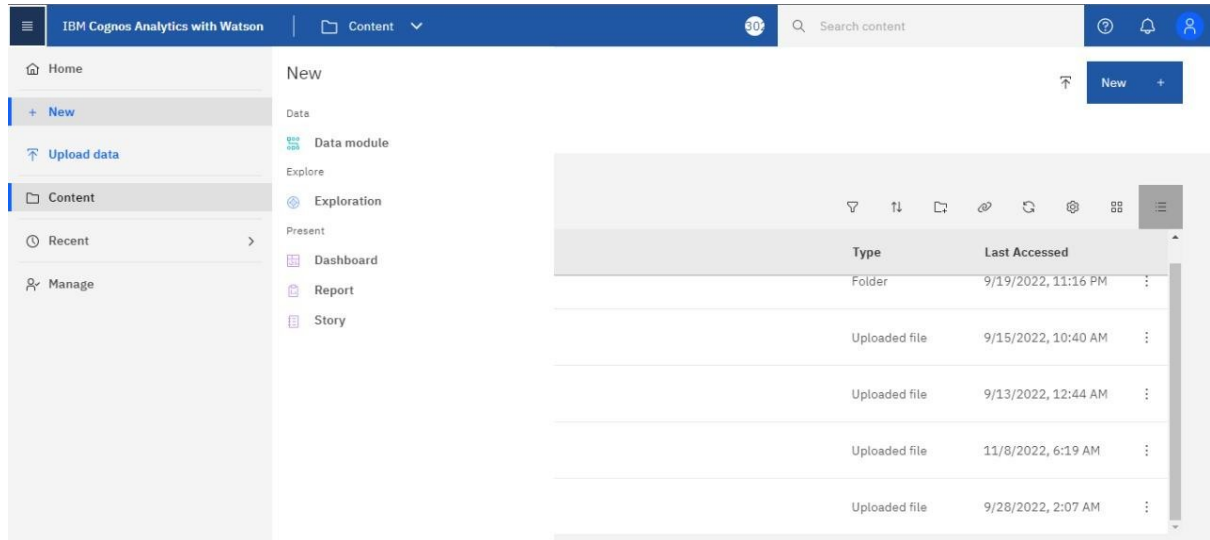 IBM Cognos Analytics with Watson
Content
Search content
Home
New
Upload data
Content
Recent
Manage
New
Data
Data module
Explore
Exploration
Present
Dashboard
Report
Story
New +
Type Last Accessed
Folder 9/19/2022, 11:16 PM
Uploaded file 9/15/2022, 10:40 AM
Uploaded file 9/13/2022, 12:44 AM
Uploaded file 11/8/2022, 6:19 AM
Uploaded file 9/28/2022, 2:07 AM